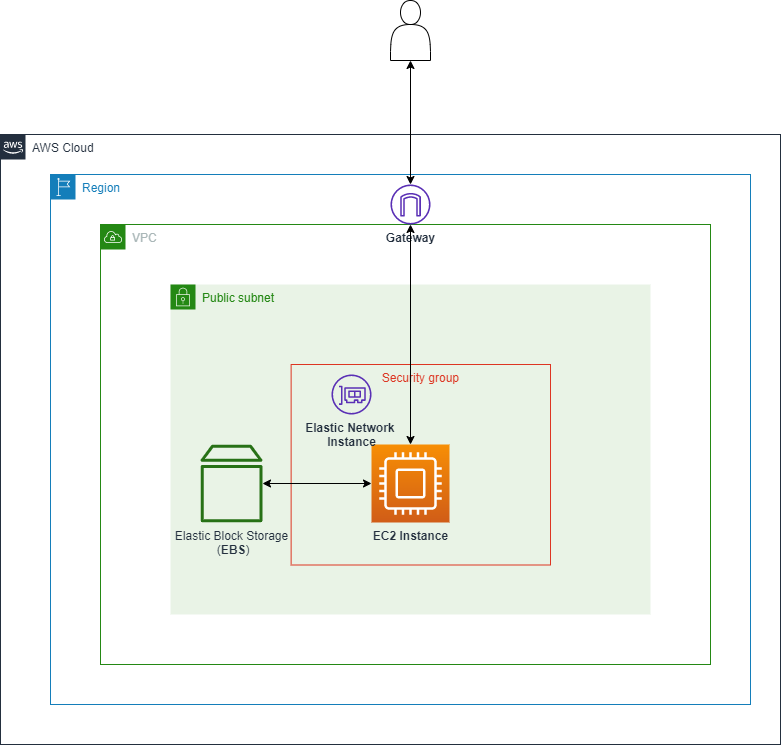 aws
AWS Cloud
Region
Gateway
VPC
Public subnet
Security group
Elastic Network
Instance
Elastic Block Storage
(EBS)
EC2 Instance